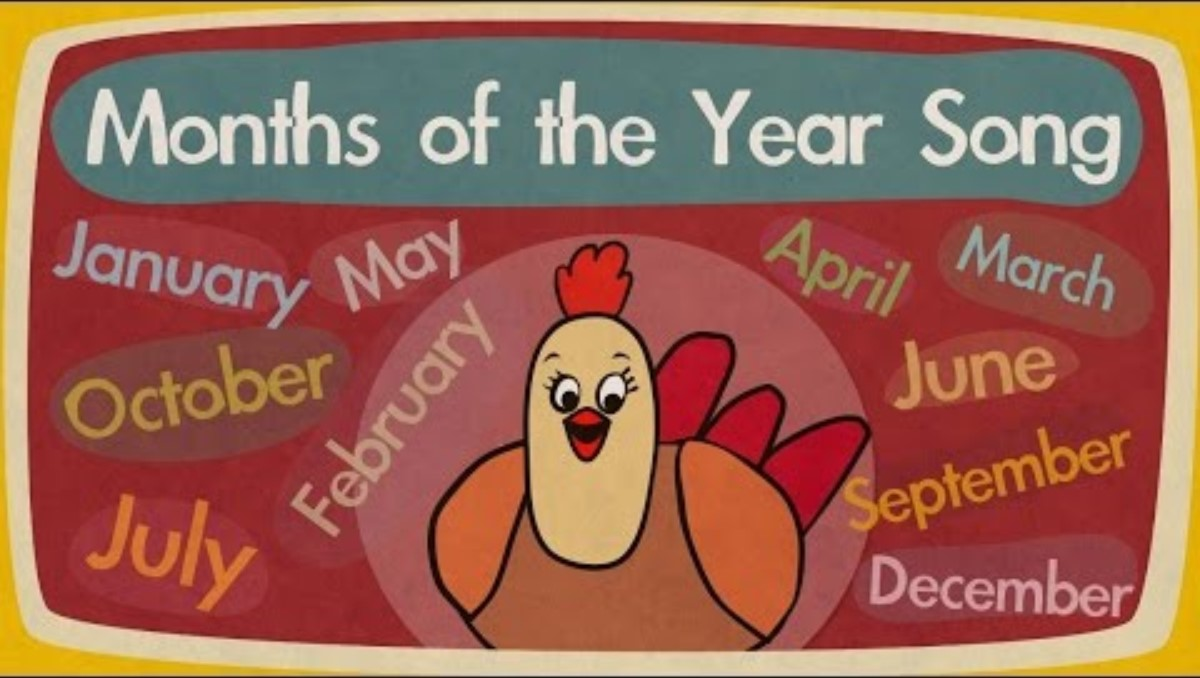 Months of the Year Song
January
May
April
March
October
February
June
September
July
December